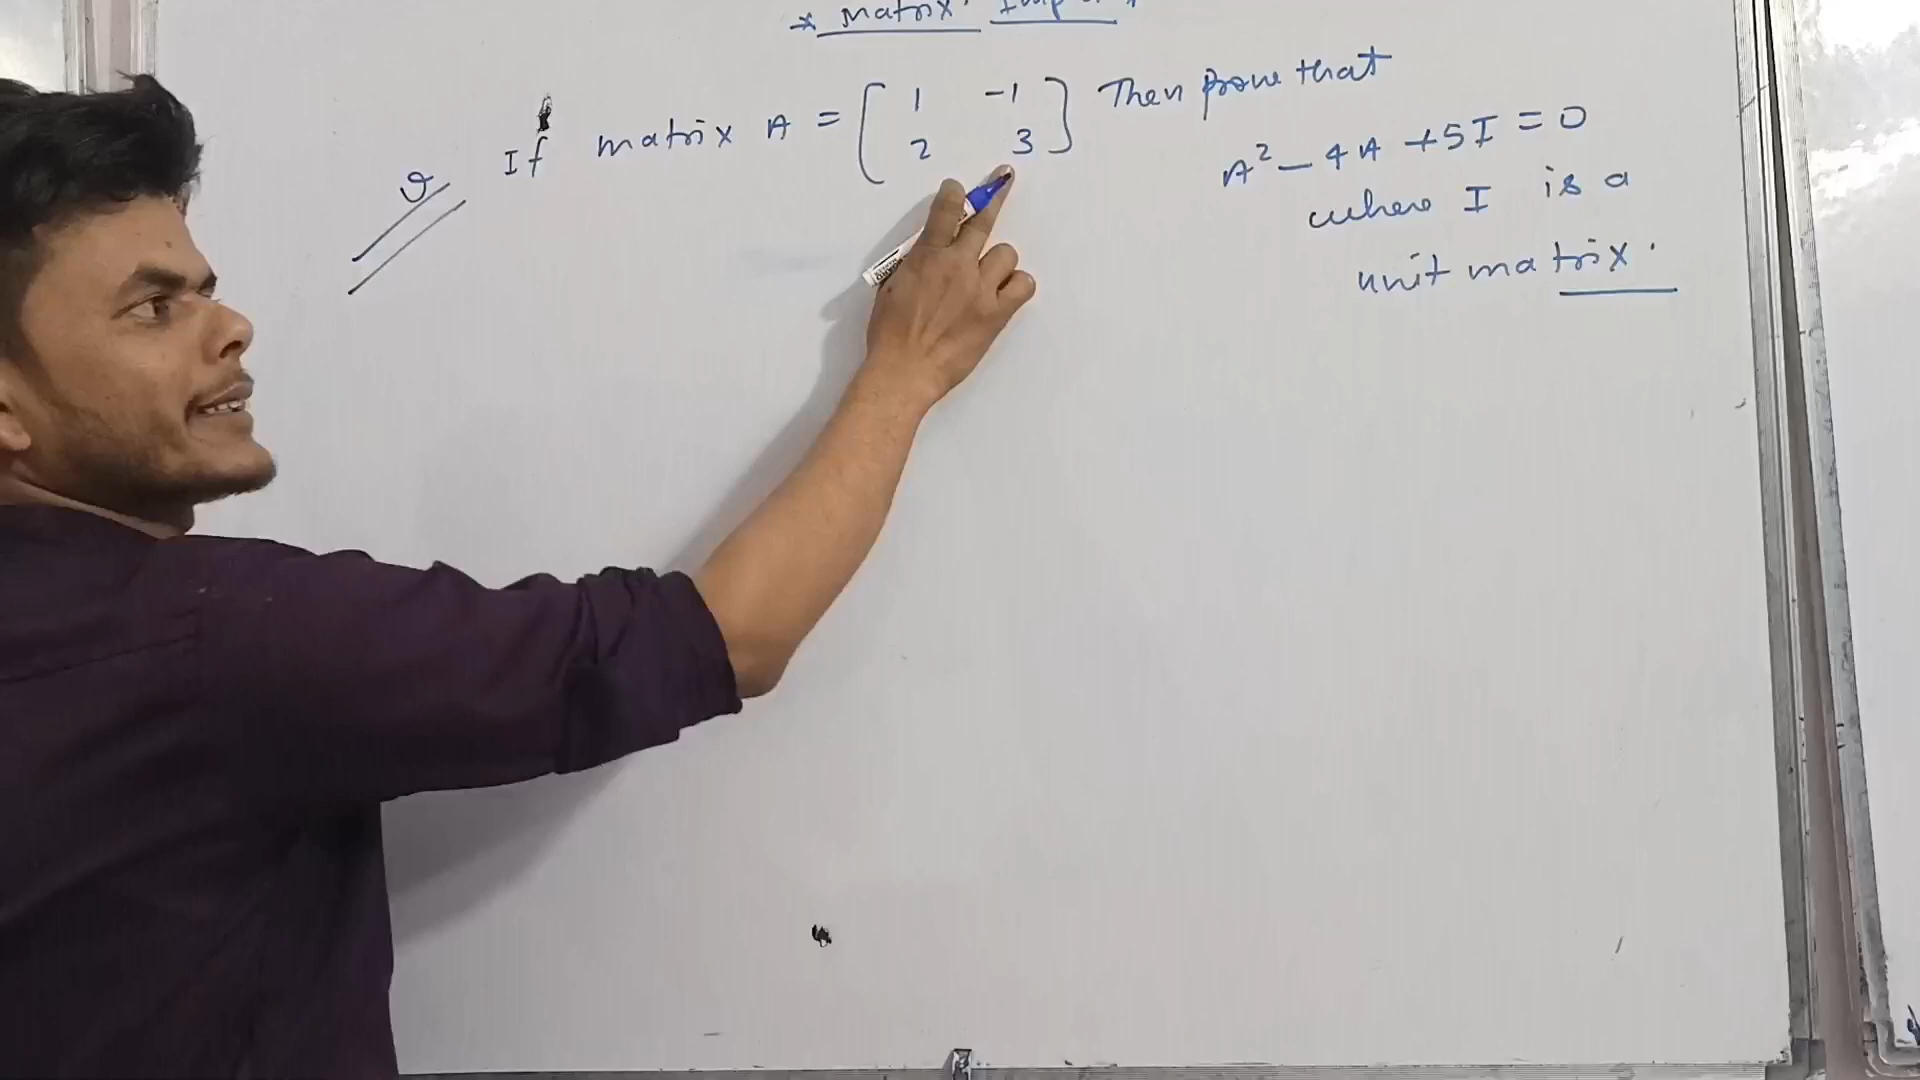 * Matrix
If matrix A = [ 1 -1 ] Then prove that
2 3
A² - 4A + 5I = 0
where I is a
unit matrix.